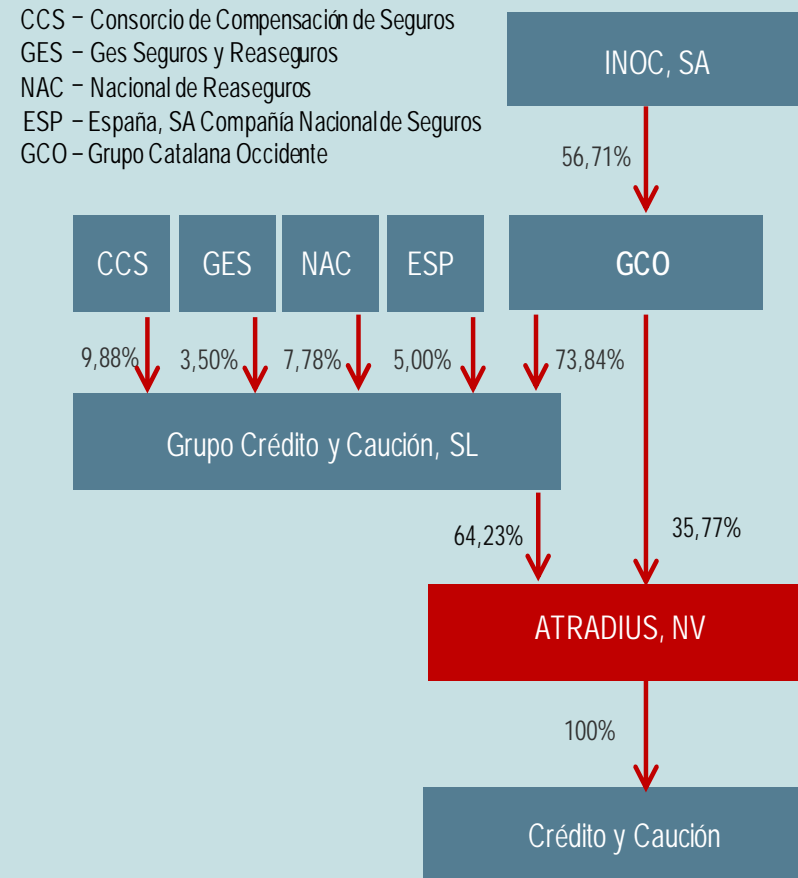 CCS – Consorcio de Compensación de Seguros
GES – Ges Seguros y Reaseguros
NAC – Nacional de Reaseguros
ESP – España, SA Compañía Nacional de Seguros
GCO – Grupo Catalana Occidente
INOC, SA
56,71%
CCS
GES
NAC
ESP
GCO
9,88%
3,50%
7,78%
5,00%
73,84%
Grupo Crédito y Caución, SL
64,23%
35,77%
ATRADIUS, NV
100%
Crédito y Caución